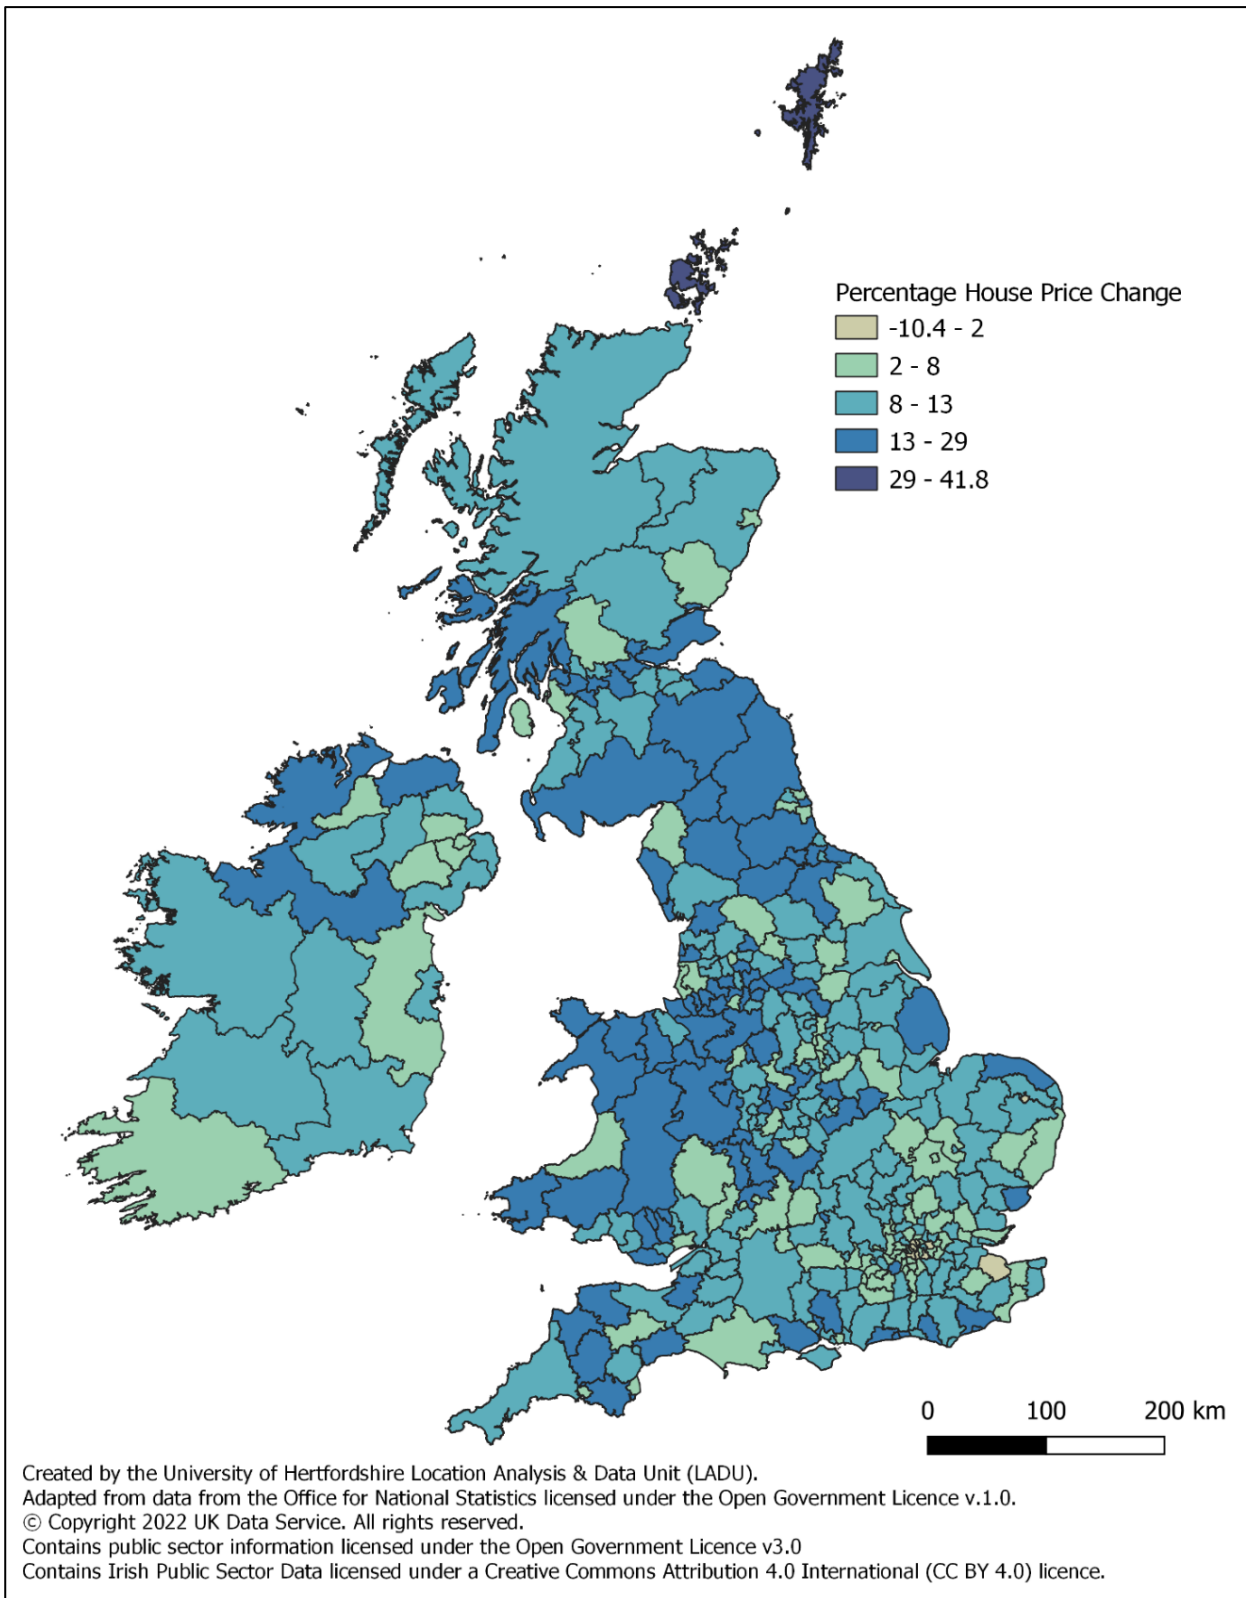 Percentage House Price Change
-10.4 - 2
2 - 8
8 - 13
13 - 29
29 - 41.8
0 100 200 km
Created by the University of Hertfordshire Location Analysis & Data Unit (LADU).
Adapted from data from the Office for National Statistics licensed under the Open Government Licence v.1.0.
© Copyright 2022 UK Data Service. All rights reserved.
Contains public sector information licensed under the Open Government Licence v3.0
Contains Irish Public Sector Data licensed under a Creative Commons Attribution 4.0 International (CC BY 4.0) licence.